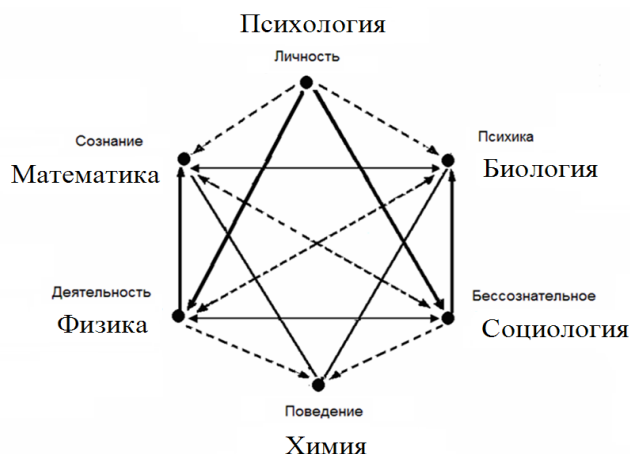 Психология
Личность
Сознание
Математика
Психика
Биология
Деятельность
Физика
Бессознательное
Социология
Поведение
Химия